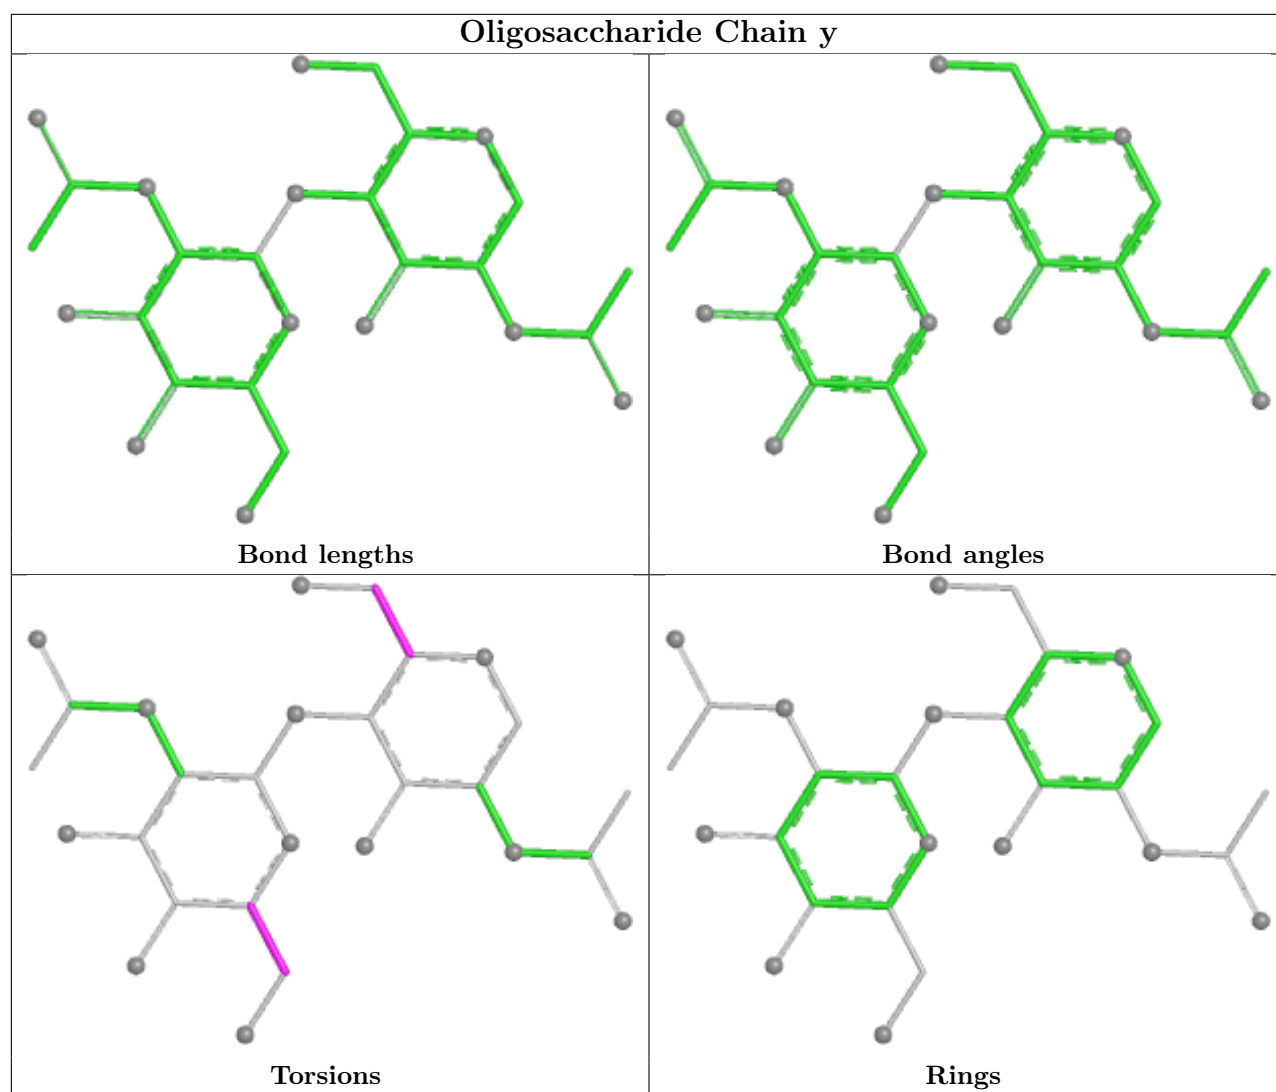 Oligosaccharide Chain y
Bond lengths
Bond angles
Torsions
Rings